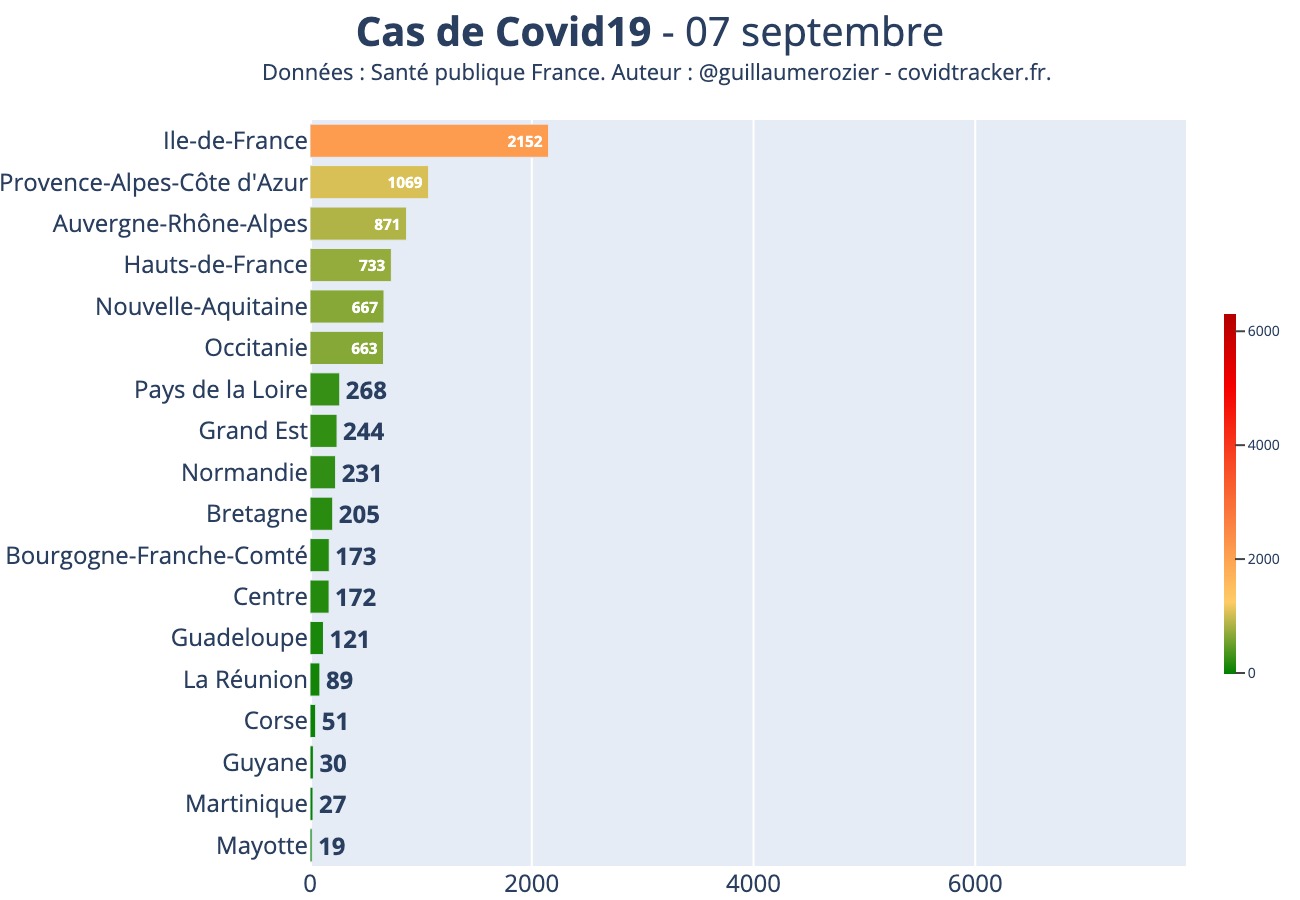 Cas de Covid19 - 07 septembre
Données : Santé publique France. Auteur : @guillaumerozier - covidtracker.fr.
Ile-de-France 2152
Provence-Alpes-Côte d'Azur 1069
Auvergne-Rhône-Alpes 871
Hauts-de-France 733
Nouvelle-Aquitaine 667
Occitanie 663
Pays de la Loire 268
Grand Est 244
Normandie 231
Bretagne 205
Bourgogne-Franche-Comté 173
Centre 172
Guadeloupe 121
La Réunion 89
Corse 51
Guyane 30
Martinique 27
Mayotte 19
0 2000 4000 6000
6000
4000
2000
0